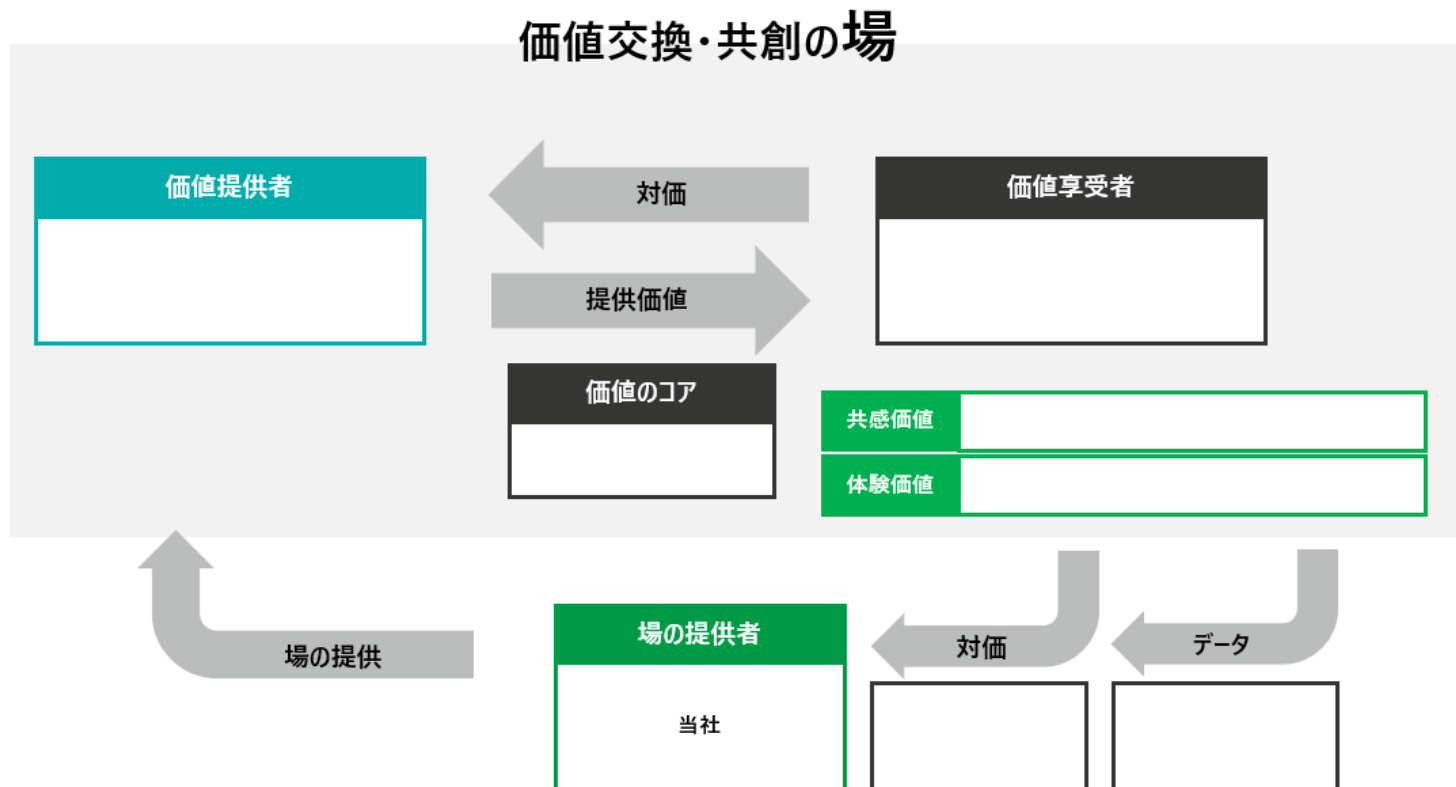 価値交換・共創の場
価値提供者
対価
価値享受者
提供価値
価値のコア
共感価値
体験価値
場の提供
場の提供者
対価
データ
当社